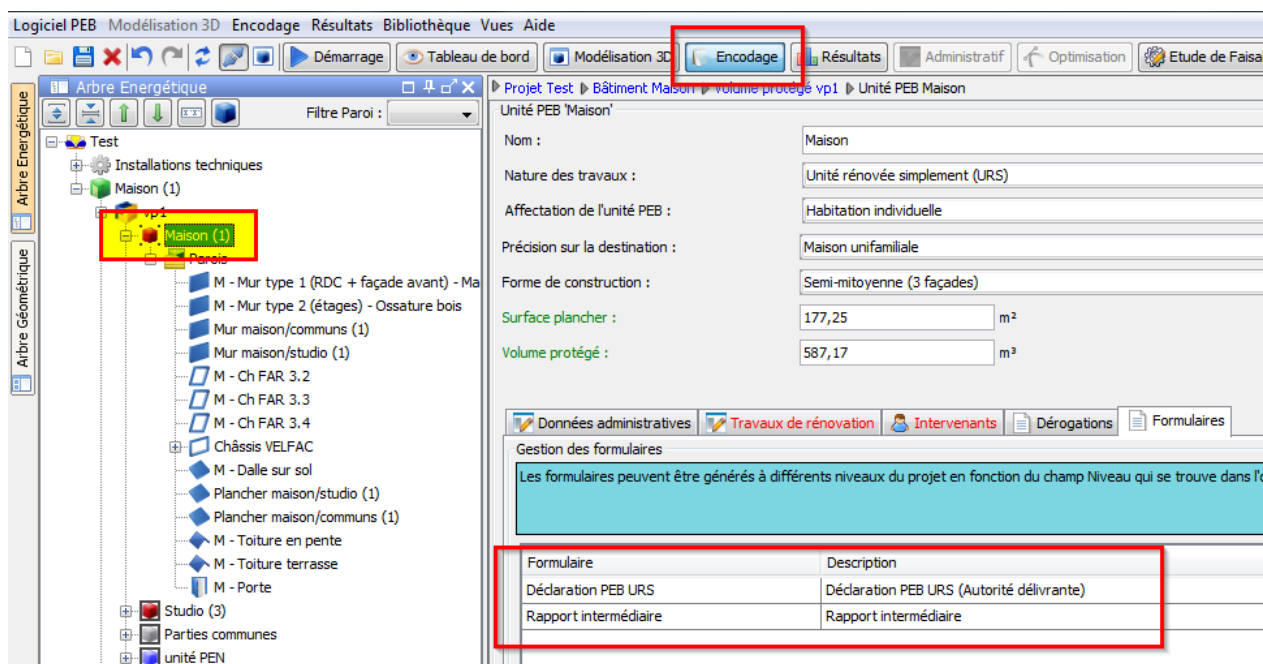 Logiciel PEB Modélisation 3D Encodage Résultats Bibliothèque Vues Aide
Démarrage Tableau de bord Modélisation 3D Encodage Résultats Administratif Optimisation Etude de Faisa
Arbre Energétique
Arbre Géométrique
Arbre Energétique
Filtre Paroi :
Test
Installations techniques
Maison (1)
vp1
Maison (1)
Parois
M - Mur type 1 (RDC + façade avant) - Ma
M - Mur type 2 (étages) - Ossature bois
Mur maison/communs (1)
Mur maison/studio (1)
M - Ch FAR 3.2
M - Ch FAR 3.3
M - Ch FAR 3.4
Châssis VELFAC
M - Dalle sur sol
Plancher maison/studio (1)
Plancher maison/communs (1)
M - Toiture en pente
M - Toiture terrasse
M - Porte
Studio (3)
Parties communes
unité PEN
Projet Test Bâtiment Maison Volume protégé vp1 Unité PEB Maison
Unité PEB 'Maison'
Nom : Maison
Nature des travaux : Unité rénovée simplement (URS)
Affectation de l'unité PEB : Habitation individuelle
Précision sur la destination : Maison unifamiliale
Forme de construction : Semi-mitoyenne (3 façades)
Surface plancher : 177,25 m²
Volume protégé : 587,17 m³
Données administratives Travaux de rénovation Intervenants Dérogations Formulaires
Gestion des formulaires
Les formulaires peuvent être générés à différents niveaux du projet en fonction du champ Niveau qui se trouve dans l'
Formulaire Description
Déclaration PEB URS Déclaration PEB URS (Autorité délivrante)
Rapport intermédiaire Rapport intermédiaire